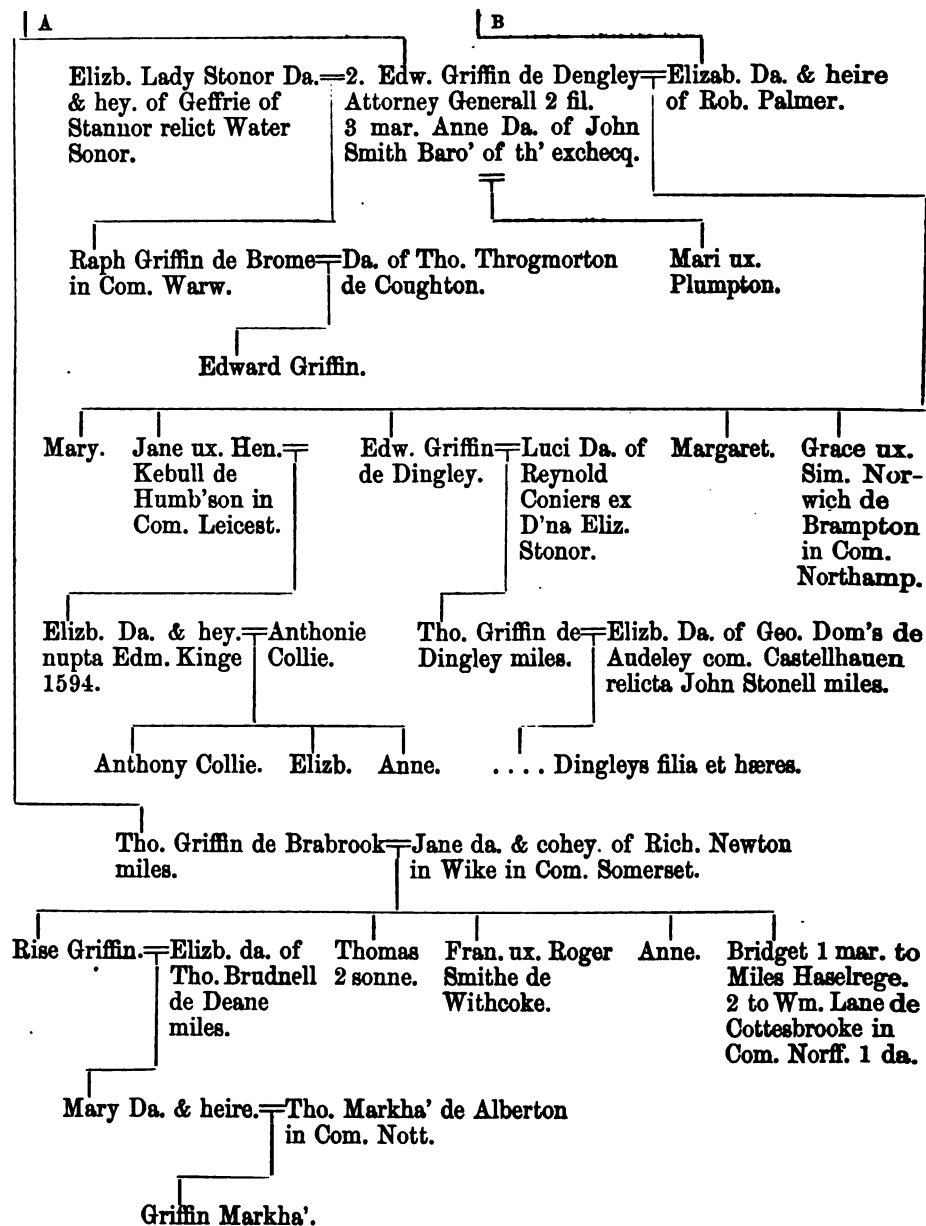 A
B
Elizb. Lady Stonor Da.
& hey. of Geffrie of
Stannor relict Water
Sonor.
2. Edw. Griffin de Dengley
Attorney Generall 2 fil.
3 mar. Anne Da. of John
Smith Baro' of th' exchecq.
Elizab. Da. & heire
of Rob. Palmer.
Raph Griffin de Brome
in Com. Warw.
Da. of Tho. Throgmorton
de Coughton.
Mari ux.
Plumpton.
Edward Griffin.
Mary.
Jane ux. Hen.
Kebull de
Humb'son in
Com. Leicest.
Edw. Griffin
de Dingley.
Luci Da. of
Reynold
Coniers ex
D'na Eliz.
Stonor.
Margaret.
Grace ux.
Sim. Nor-
wich de
Brampton
in Com.
Northamp.
Elizb. Da. & hey.
nupta Edm. Kinge
1594.
Anthonie
Collie.
Tho. Griffin de
Dingley miles.
Elizb. Da. of Geo. Dom's de
Audeley com. Castellhauen
relicta John Stonell miles.
Anthony Collie.
Elizb.
Anne.
.... Dingleys filia et hæres.
Tho. Griffin de Brabrook
miles.
Jane da. & cohey. of Rich. Newton
in Wike in Com. Somerset.
Rise Griffin.
Elizb. da. of
Tho. Brudnell
de Deane
miles.
Thomas
2 sonne.
Fran. ux. Roger
Smithe de
Withcoke.
Anne.
Bridget 1 mar. to
Miles Haselrege.
2 to Wm. Lane de
Cottesbrooke in
Com. Norff. 1 da.
Mary Da. & heire.
Tho. Markha' de Alberton
in Com. Nott.
Griffin Markha'.